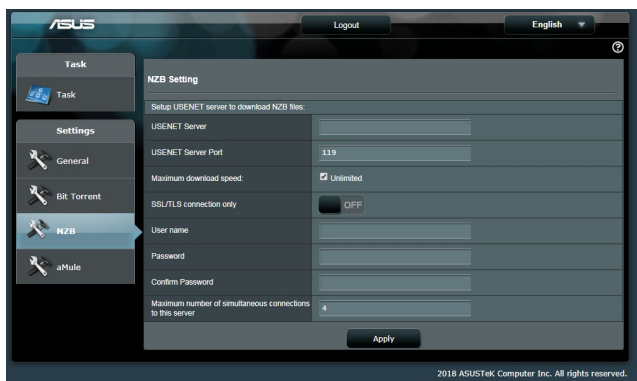 ASUS
Logout
English
Task
Task
Settings
General
Bit Torrent
NZB
aMule
NZB Setting
Setup USENET server to download NZB files:
USENET Server
USENET Server Port 119
Maximum download speed: Unlimited
SSL/TLS connection only OFF
User name
Password
Confirm Password
Maximum number of simultaneous connections
to this server 4
Apply
2018 ASUSTeK Computer Inc. All rights reserved.